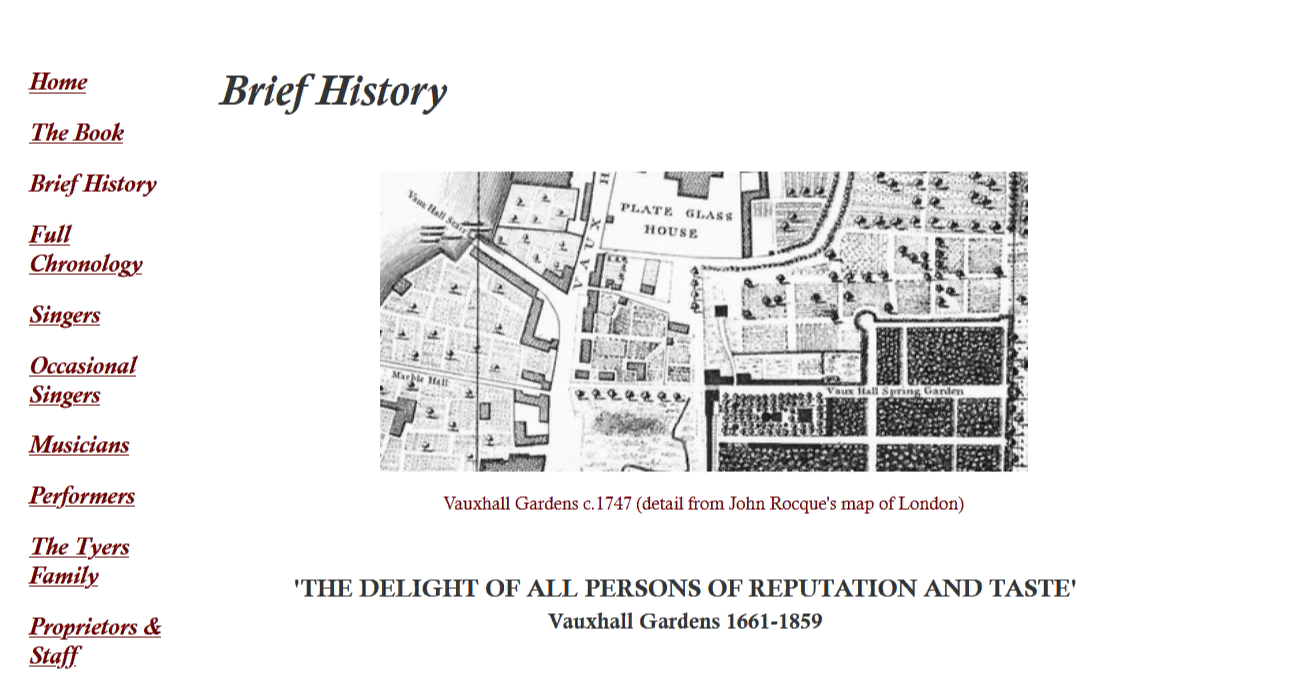 Home
The Book
Brief History
Full
Chronology
Singers
Occasional
Singers
Musicians
Performers
The Tyers
Family
Proprietors &
Staff
Brief History
Vaux Hall Stairs
VAUX H
PLATE GLASS
HOUSE
Marble Hall
Vaux Hall Spring Garden
Vauxhall Gardens c.1747 (detail from John Rocque's map of London)
'THE DELIGHT OF ALL PERSONS OF REPUTATION AND TASTE'
Vauxhall Gardens 1661-1859